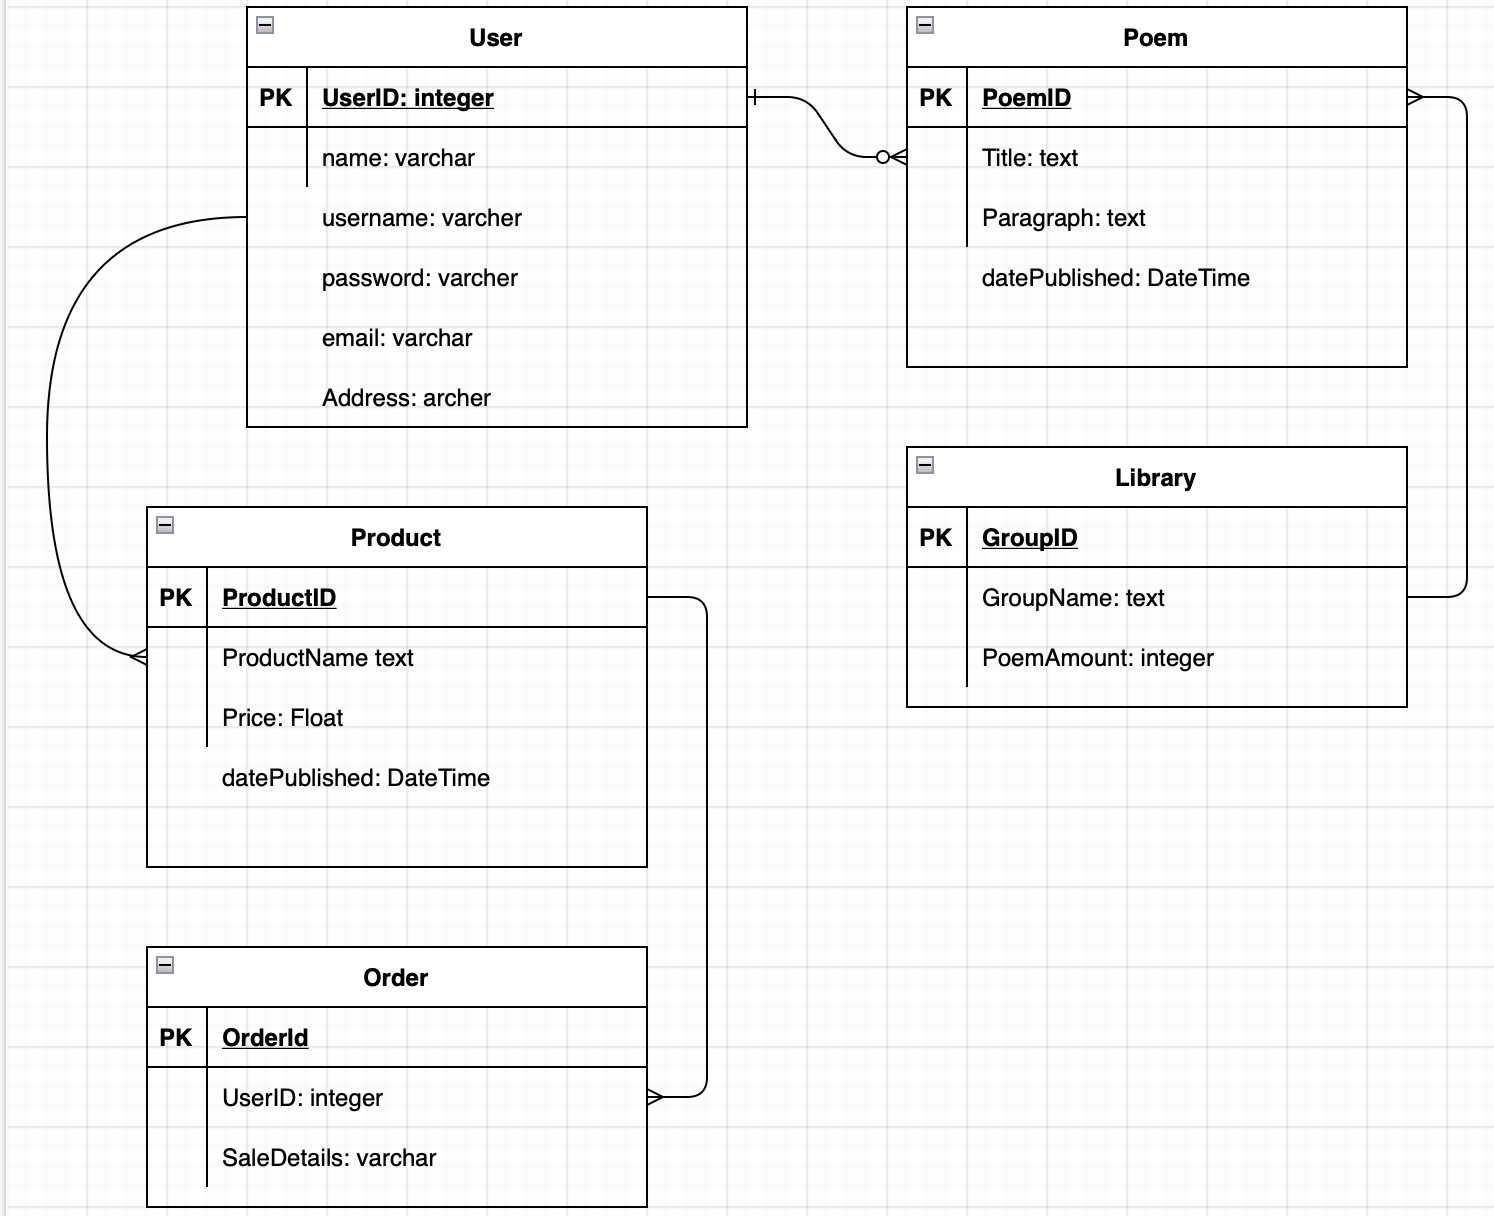 User
PK UserID: integer
name: varchar
username: varcher
password: varcher
email: varchar
Address: archer
Poem
PK PoemID
Title: text
Paragraph: text
datePublished: DateTime
Library
PK GroupID
GroupName: text
PoemAmount: integer
Product
PK ProductID
ProductName text
Price: Float
datePublished: DateTime
Order
PK OrderId
UserID: integer
SaleDetails: varchar